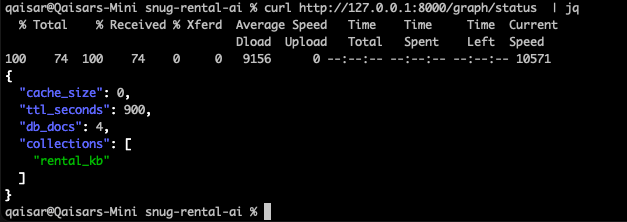 qaisar@Qaisars-Mini snug-rental-ai % curl http://127.0.0.1:8000/graph/status  | jq
  % Total    % Received % Xferd  Average Speed   Time    Time     Time  Current
                                 Dload  Upload   Total   Spent    Left  Speed
100    74  100    74    0     0   9156      0 --:--:-- --:--:-- --:--:-- 10571
{
  "cache_size": 0,
  "ttl_seconds": 900,
  "db_docs": 4,
  "collections": [
    "rental_kb"
  ]
}
qaisar@Qaisars-Mini snug-rental-ai %